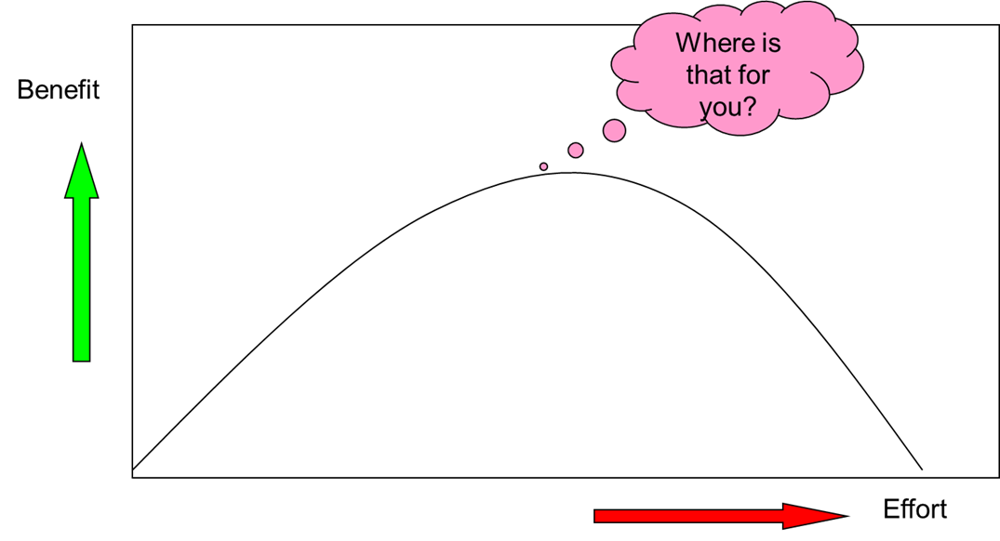 Benefit
Where is
that for
you?
Effort